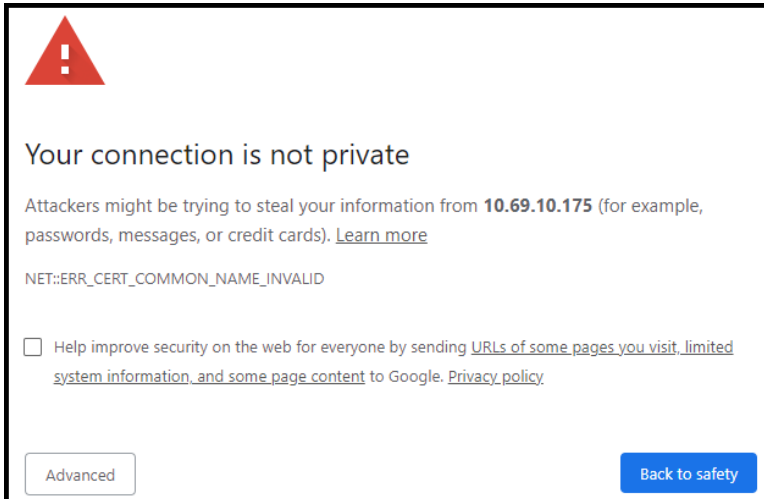 !
Your connection is not private
Attackers might be trying to steal your information from 10.69.10.175 (for example,
passwords, messages, or credit cards). Learn more
NET::ERR_CERT_COMMON_NAME_INVALID
Help improve security on the web for everyone by sending URLs of some pages you visit, limited
system information, and some page content to Google. Privacy policy
Advanced
Back to safety